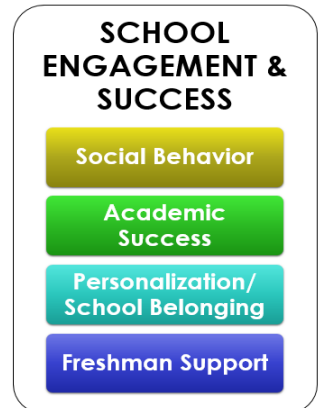 SCHOOL
ENGAGEMENT &
SUCCESS
Social Behavior
Academic
Success
Personalization/
School Belonging
Freshman Support